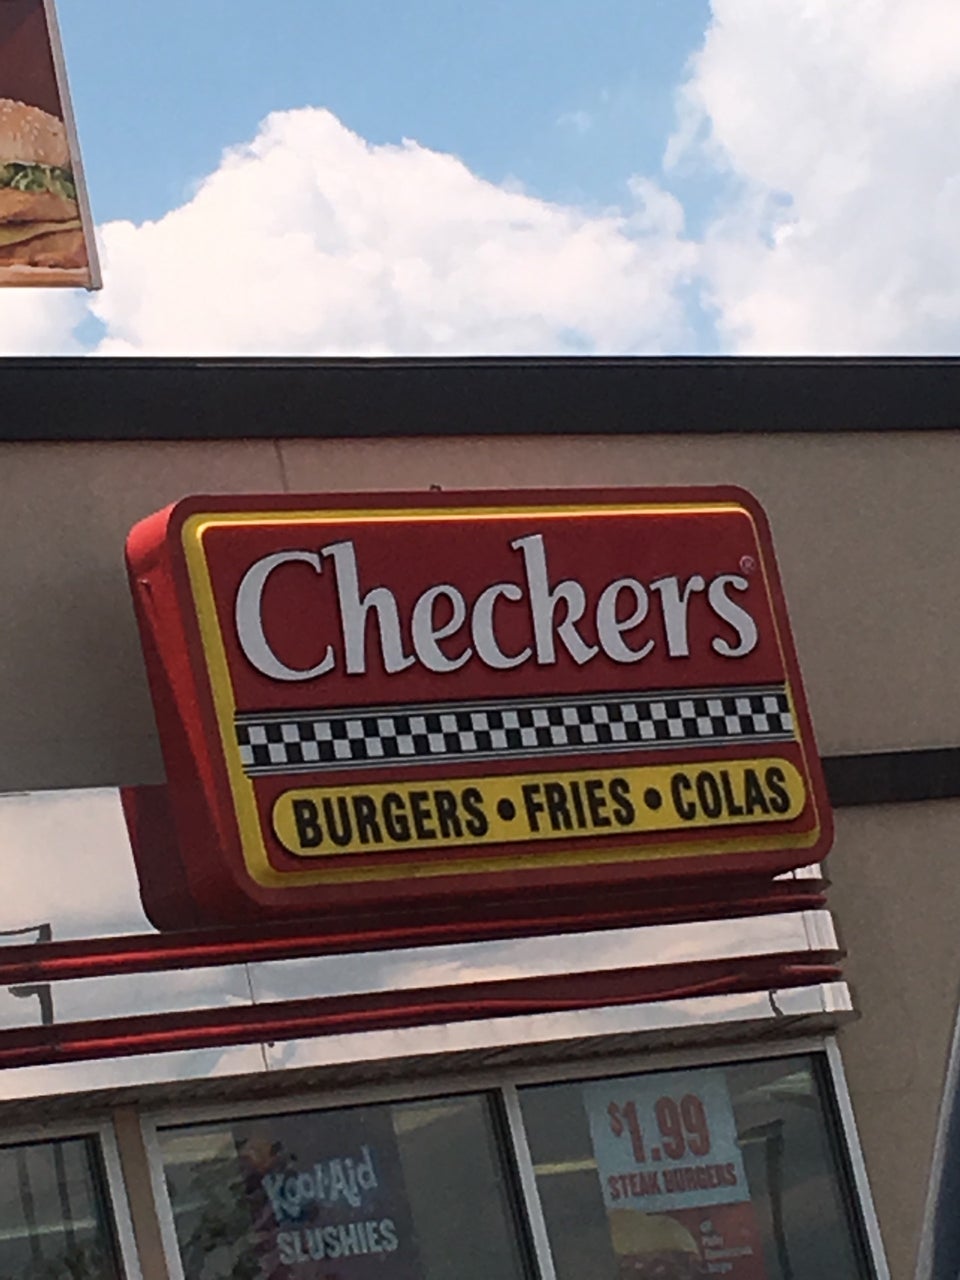 Checkers®
BURGERS • FRIES • COLAS
Kool-Aid
SLUSHIES
$1.99
STEAK BURGERS